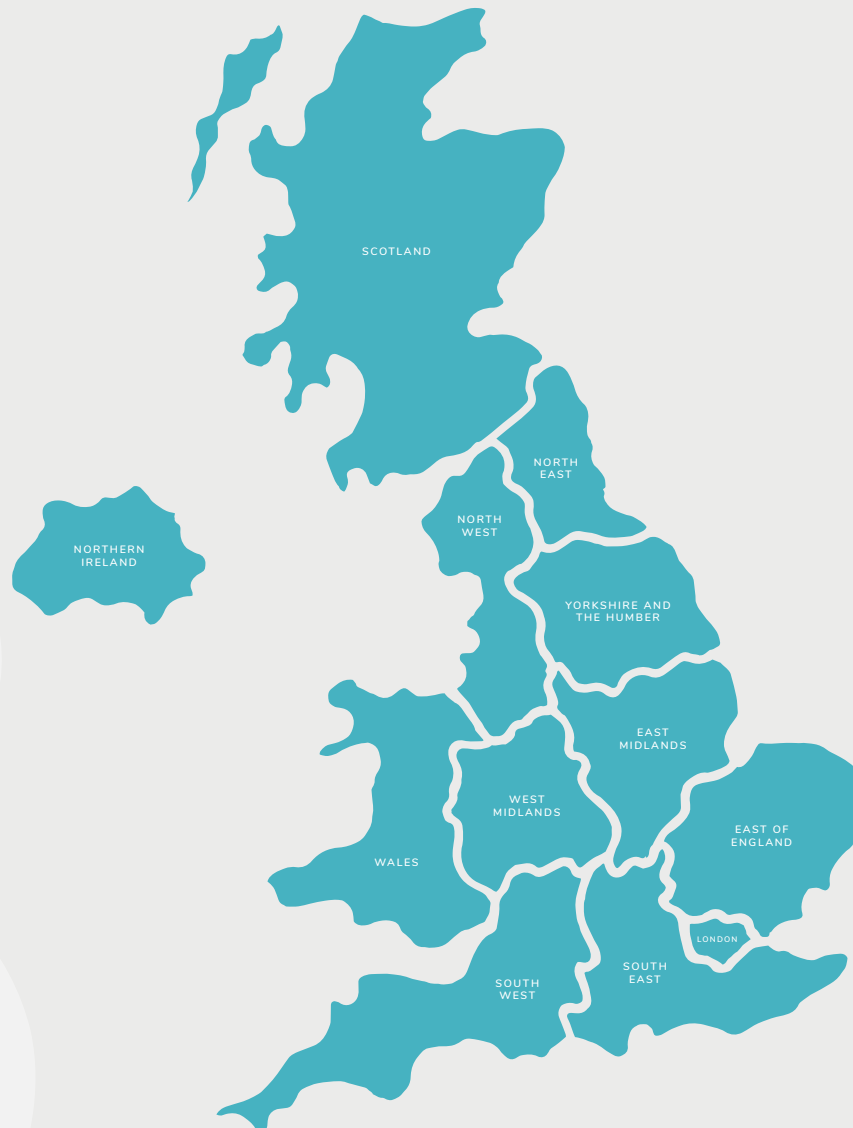 SCOTLAND
NORTH
EAST
NORTH
WEST
NORTHERN
IRELAND
YORKSHIRE AND
THE HUMBER
EAST
MIDLANDS
WEST
MIDLANDS
EAST OF
ENGLAND
WALES
LONDON
SOUTH
EAST
SOUTH
WEST